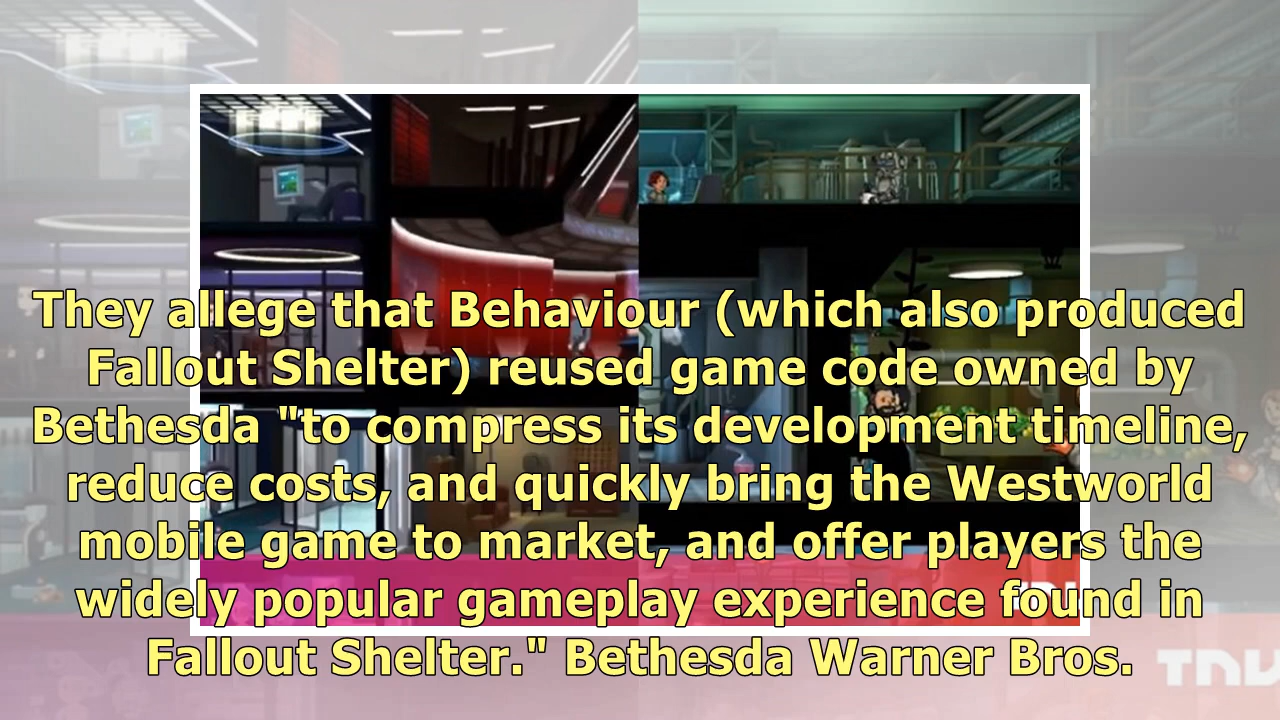 They allege that Behaviour (which also produced
Fallout Shelter) reused game code owned by
Bethesda "to compress its development timeline,
reduce costs, and quickly bring the Westworld
mobile game to market, and offer players the
widely popular gameplay experience found in
Fallout Shelter." Bethesda Warner Bros.